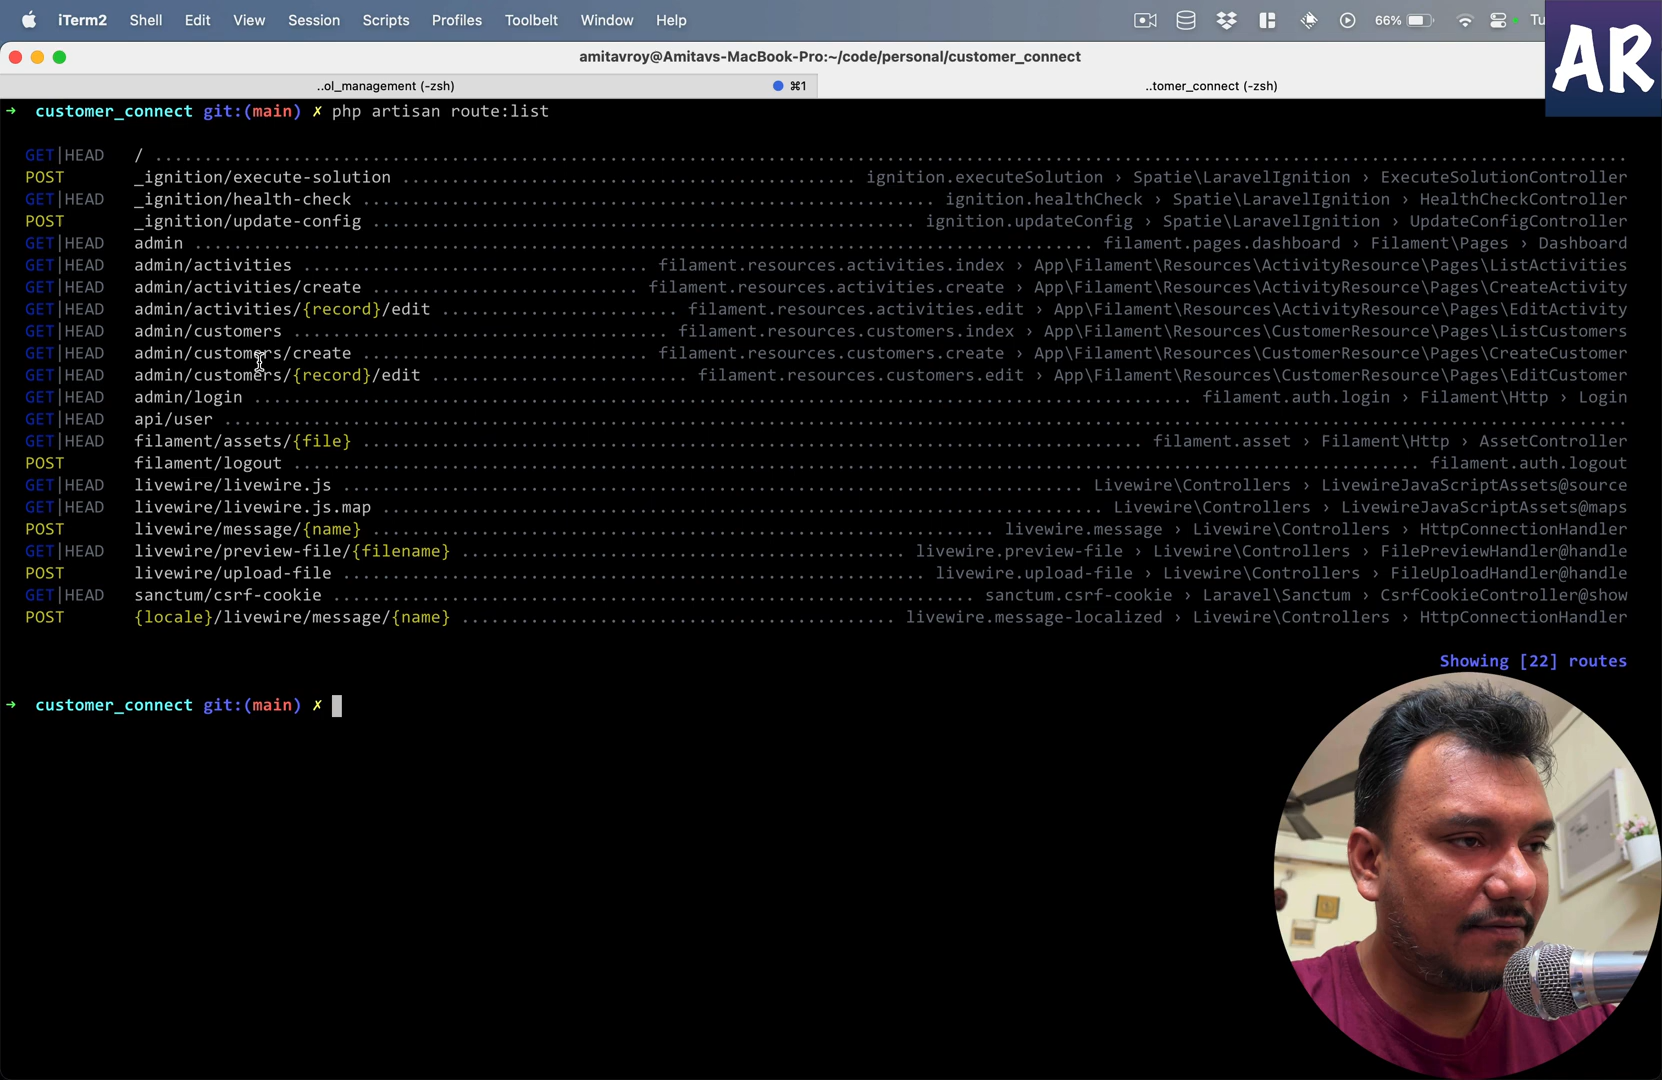 iTerm2 Shell Edit View Session Scripts Profiles Toolbelt Window Help 66% Tu
AR
amitavroy@Amitavs-MacBook-Pro:~/code/personal/customer_connect
..ol_management (-zsh) ⌘1 ..tomer_connect (-zsh)
→ customer_connect git:(main) ✗ php artisan route:list
GET|HEAD / ....................................................................................................
POST _ignition/execute-solution .............................................. ignition.executeSolution › Spatie\LaravelIgnition › ExecuteSolutionController
GET|HEAD _ignition/health-check .......................................................... ignition.healthCheck › Spatie\LaravelIgnition › HealthCheckController
POST _ignition/update-config ....................................................... ignition.updateConfig › Spatie\LaravelIgnition › UpdateConfigController
GET|HEAD admin ........................................................................................... filament.pages.dashboard › Filament\Pages › Dashboard
GET|HEAD admin/activities ................................... filament.resources.activities.index › App\Filament\Resources\ActivityResource\Pages\ListActivities
GET|HEAD admin/activities/create ........................... filament.resources.activities.create › App\Filament\Resources\ActivityResource\Pages\CreateActivity
GET|HEAD admin/activities/{record}/edit ......................... filament.resources.activities.edit › App\Filament\Resources\ActivityResource\Pages\EditActivity
GET|HEAD admin/customers ....................................... filament.resources.customers.index › App\Filament\Resources\CustomerResource\Pages\ListCustomers
GET|HEAD admin/customers/create ............................. filament.resources.customers.create › App\Filament\Resources\CustomerResource\Pages\CreateCustomer
GET|HEAD admin/customers/{record}/edit .......................... filament.resources.customers.edit › App\Filament\Resources\CustomerResource\Pages\EditCustomer
GET|HEAD admin/login ................................................................................................ filament.auth.login › Filament\Http › Login
GET|HEAD api/user ....................................................................................................
GET|HEAD filament/assets/{file} ............................................................................... filament.asset › Filament\Http › AssetController
POST filament/logout .................................................................................................................. filament.auth.logout
GET|HEAD livewire/livewire.js ........................................................................... Livewire\Controllers › LivewireJavaScriptAssets@source
GET|HEAD livewire/livewire.js.map ......................................................................... Livewire\Controllers › LivewireJavaScriptAssets@maps
POST livewire/message/{name} ................................................................ livewire.message › Livewire\Controllers › HttpConnectionHandler
GET|HEAD livewire/preview-file/{filename} .............................................. livewire.preview-file › Livewire\Controllers › FilePreviewHandler@handle
POST livewire/upload-file ............................................................ livewire.upload-file › Livewire\Controllers › FileUploadHandler@handle
GET|HEAD sanctum/csrf-cookie ................................................................. sanctum.csrf-cookie › Laravel\Sanctum › CsrfCookieController@show
POST {locale}/livewire/message/{name} ............................................ livewire.message-localized › Livewire\Controllers › HttpConnectionHandler
Showing [22] routes
→ customer_connect git:(main) ✗